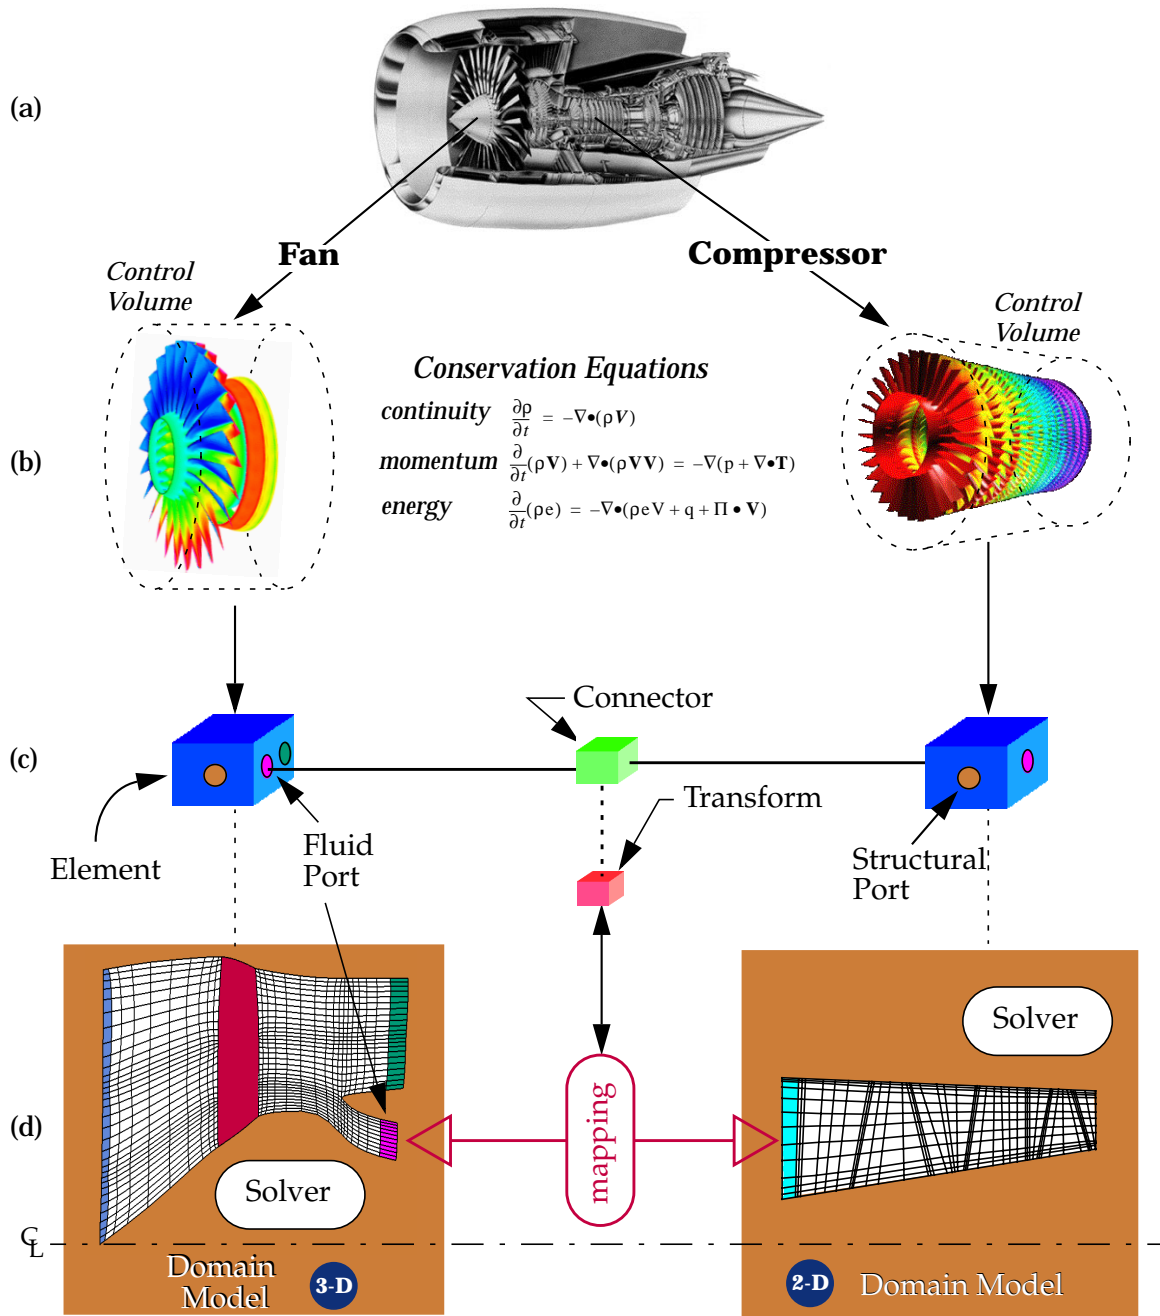 (a)
Fan
Compressor
Control
Volume
Control
Volume
Conservation Equations
continuity ∂ρ/∂t = −∇•(ρV)
(b)
momentum ∂/∂t(ρV) + ∇•(ρVV) = −∇(p + ∇•T)
energy ∂/∂t(ρe) = −∇•(ρeV + q + Π • V)
Connector
(c)
Transform
Element
Fluid
Port
Structural
Port
Solver
(d)
mapping
Solver
CL
Domain
Model
3-D
2-D
Domain Model